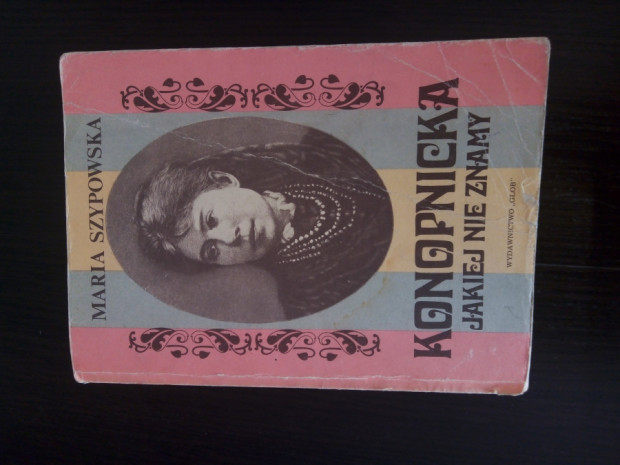 MARIA SZYPOWSKA
KONOPNICKA
JAKIEJ NIE ZNAMY
WYDAWNICTWO „GLOB"